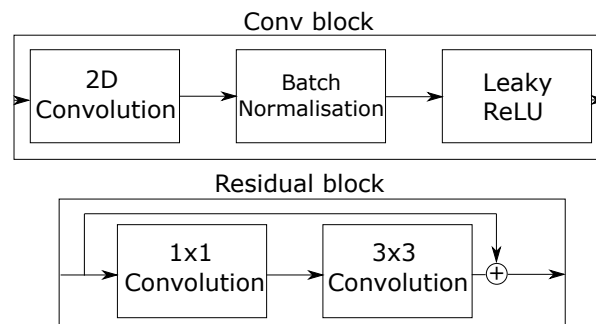 Conv block
2D
Convolution
Batch
Normalisation
Leaky
ReLU
Residual block
1x1
Convolution
3x3
Convolution
+